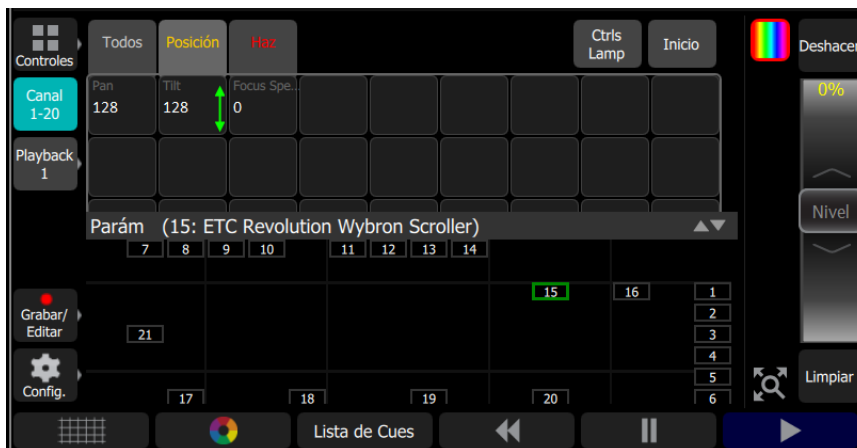 Todos Posición Haz Ctrls Lamp Inicio
Controles
Deshacer
Canal 1-20
Pan Tilt Focus Spe...
128 128 0
0%
Playback 1
Nivel
Parám (15: ETC Revolution Wybron Scroller)
7 8 9 10 11 12 13 14
15 16 1
2
Grabar/ Editar
21 3
4
Config.
5
Limpiar
17 18 19 20 6
Lista de Cues